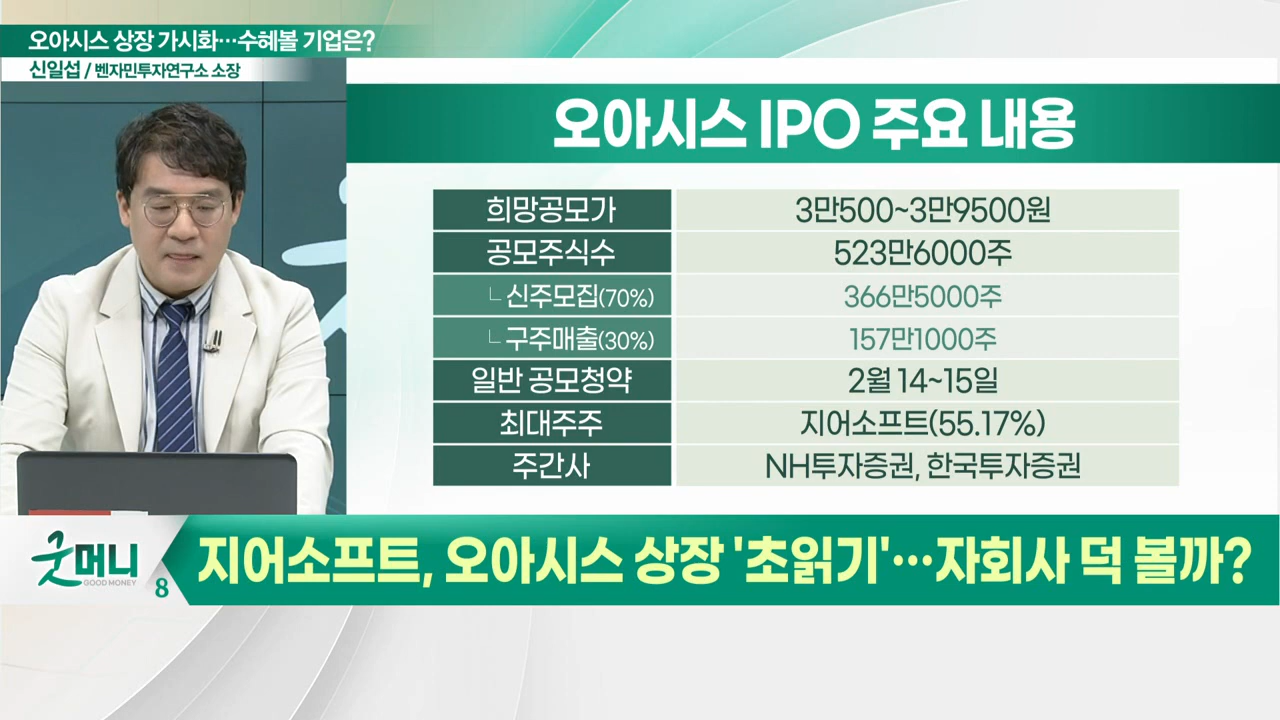 오아시스 상장 가시화…수혜볼 기업은?
신일섭 / 벤자민투자연구소 소장
오아시스 IPO 주요 내용
희망공모가 3만500~3만9500원
공모주식수 523만6000주
└ 신주모집(70%) 366만5000주
└ 구주매출(30%) 157만1000주
일반 공모청약 2월 14~15일
최대주주 지어소프트(55.17%)
주간사 NH투자증권, 한국투자증권
굿머니
GOOD MONEY
8
지어소프트, 오아시스 상장 '초읽기'…자회사 덕 볼까?